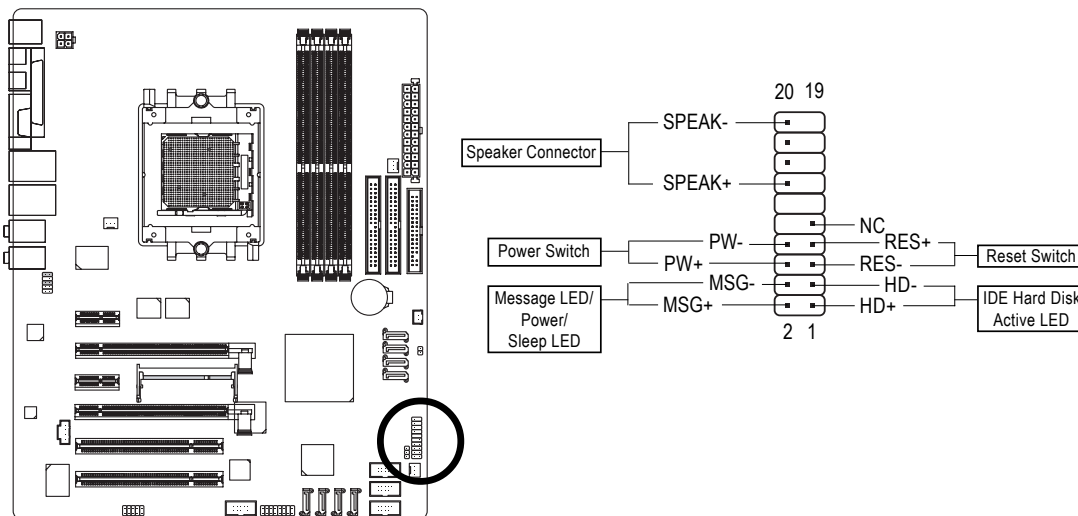 20 19
SPEAK-
Speaker Connector
SPEAK+
NC
PW-
RES+
Power Switch
Reset Switch
PW+
RES-
MSG-
HD-
Message LED/
Power/
Sleep LED
IDE Hard Disk
Active LED
MSG+
HD+
2 1